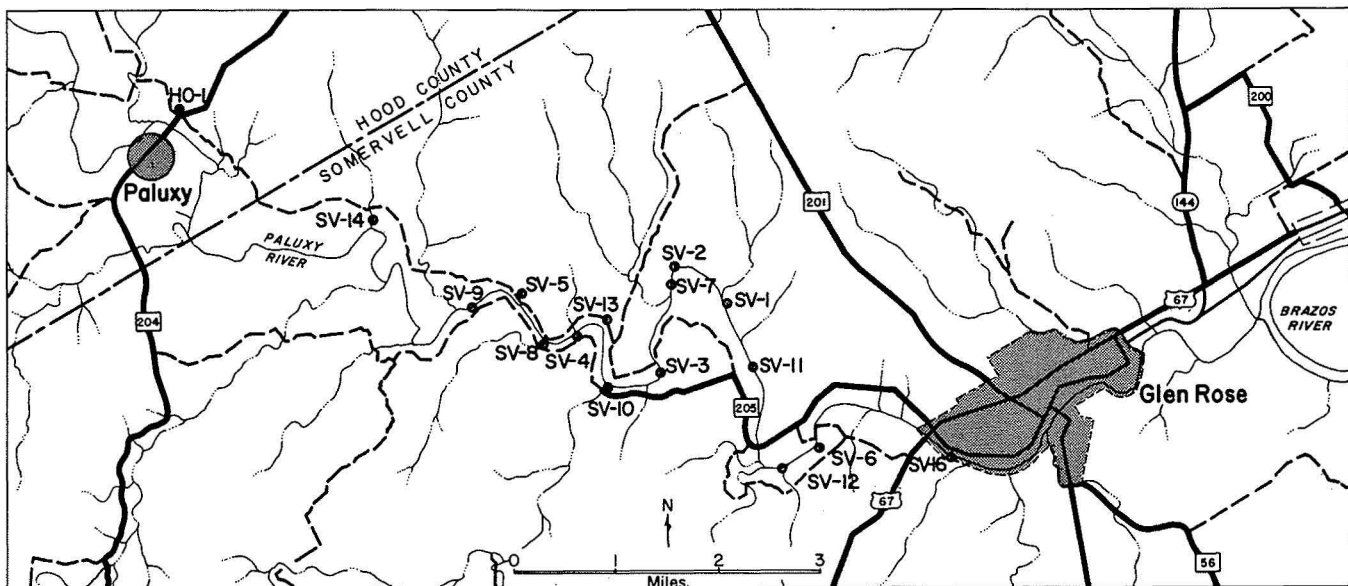 HO-1
HOOD COUNTY
SOMERVELL COUNTY
Paluxy
200
201
144
SV-14
PALUXY
RIVER
SV-2
SV-7
SV-5
SV-9
SV-1
SV-13
67
BRAZOS
RIVER
204
SV-8
SV-4
SV-3
SV-11
SV-10
205
Glen Rose
SV-6
SV-16
SV-12
67
N
0 1 2 3
Miles.
56